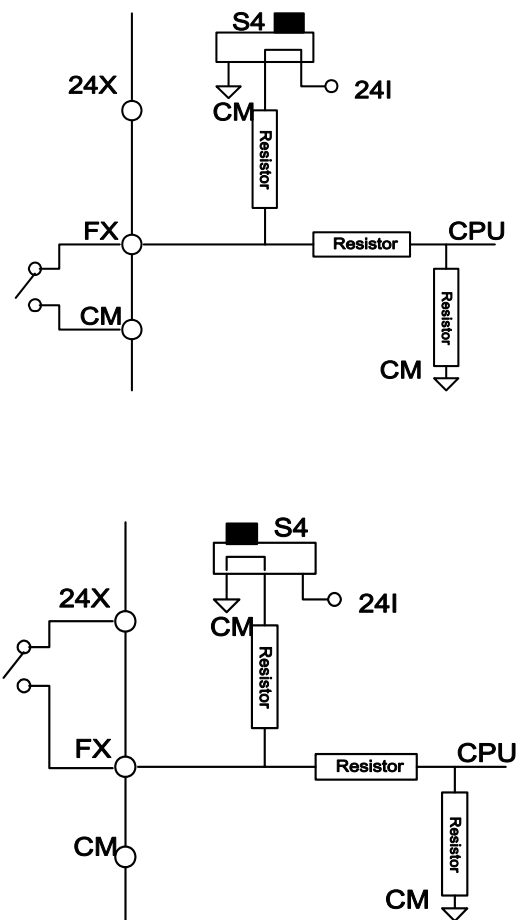 S4
24X
24I
CM
Resistor
FX
Resistor
CPU
CM
Resistor
CM
S4
24X
24I
CM
Resistor
FX
Resistor
CPU
CM
Resistor
CM